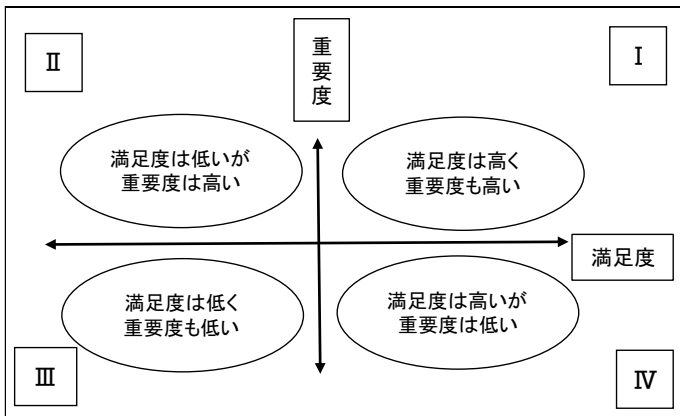 Ⅱ
重要度
Ⅰ
満足度は低いが
重要度は高い
満足度は高く
重要度も高い
満足度
満足度は低く
重要度も低い
満足度は高いが
重要度は低い
Ⅲ
Ⅳ